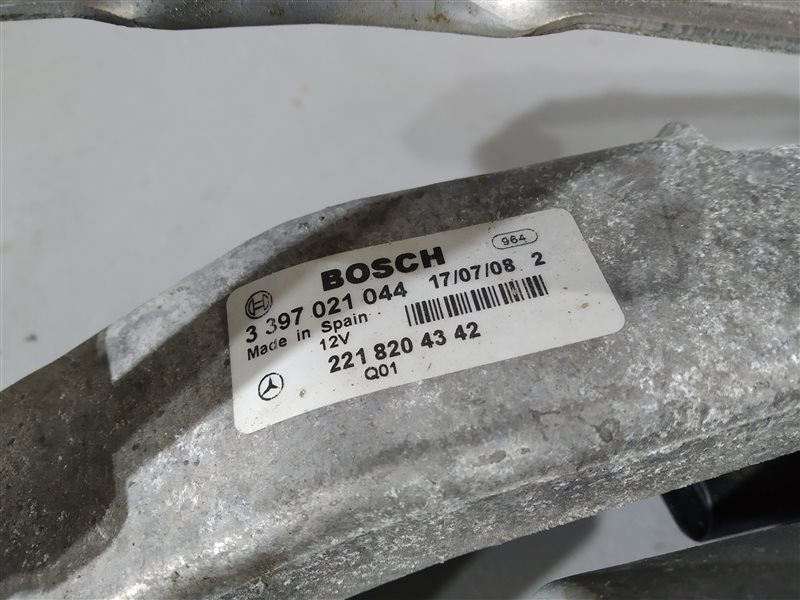 964
BOSCH
3 397 021 044 17/07/08 2
Made in Spain
12V
221 820 43 42
Q01